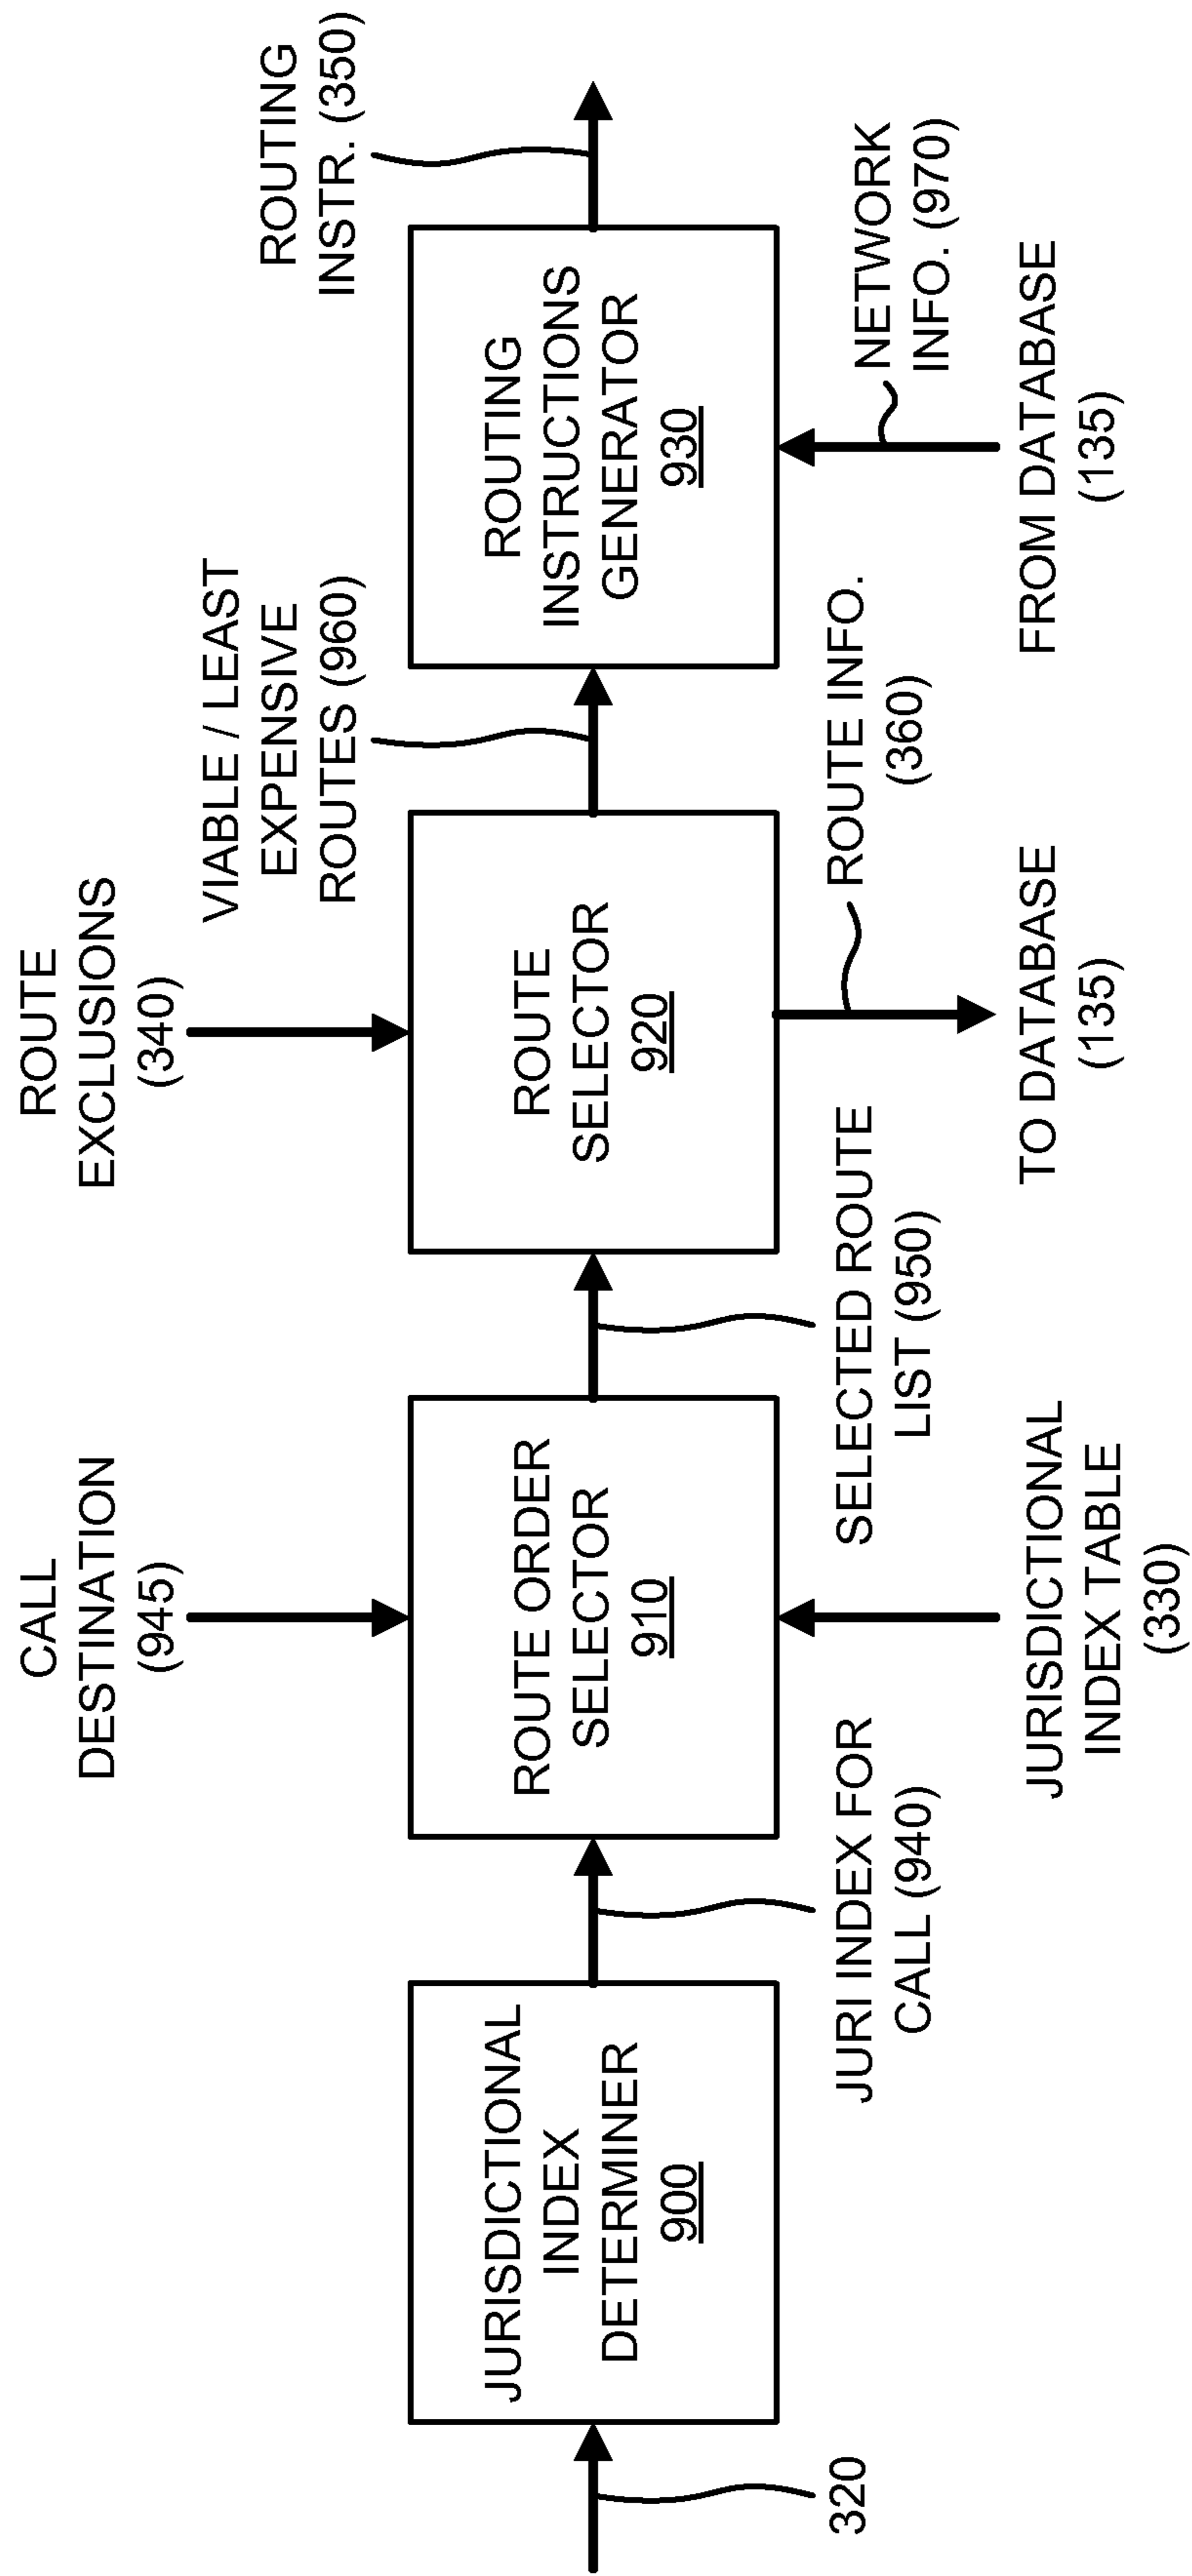 320
JURISDICTIONAL
INDEX
DETERMINER
900
JURI INDEX FOR
CALL (940)
CALL
DESTINATION
(945)
ROUTE ORDER
SELECTOR
910
JURISDICTIONAL
INDEX TABLE
(330)
SELECTED ROUTE
LIST (950)
ROUTE
EXCLUSIONS
(340)
ROUTE
SELECTOR
920
ROUTE INFO.
(360)
TO DATABASE
(135)
VIABLE / LEAST
EXPENSIVE
ROUTES (960)
ROUTING
INSTRUCTIONS
GENERATOR
930
NETWORK
INFO. (970)
FROM DATABASE
(135)
ROUTING
INSTR. (350)